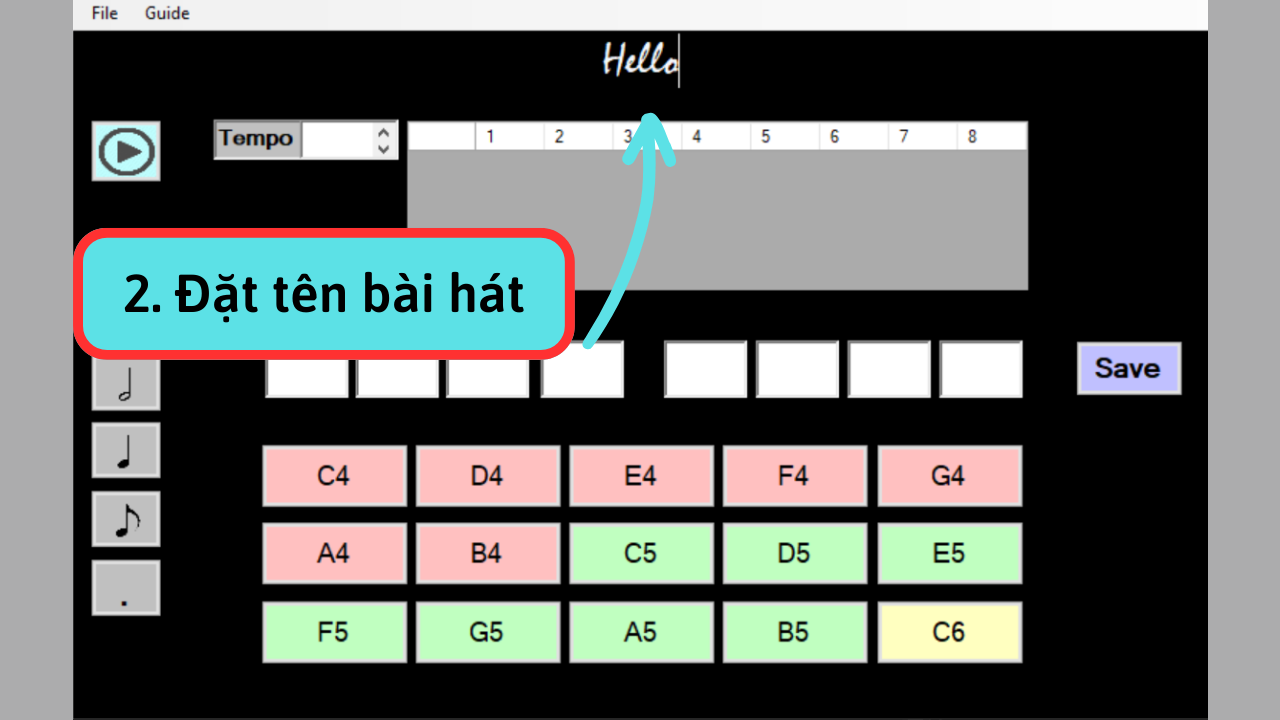 File Guide
Hello
Tempo
1 2 3 4 5 6 7 8
2. Đặt tên bài hát
Save
C4 D4 E4 F4 G4
A4 B4 C5 D5 E5
.
F5 G5 A5 B5 C6